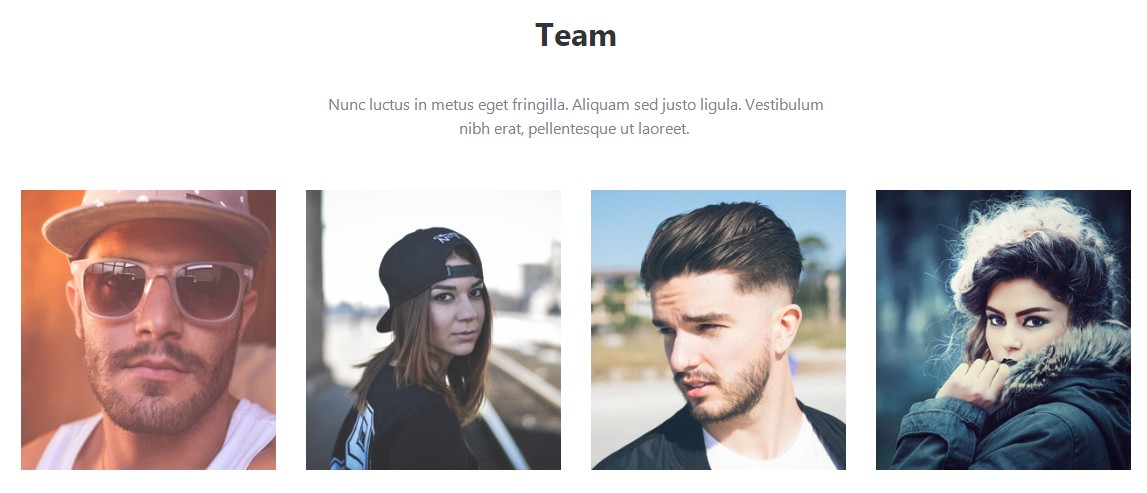 Team
Nunc luctus in metus eget fringilla. Aliquam sed justo ligula. Vestibulum
nibh erat, pellentesque ut laoreet.